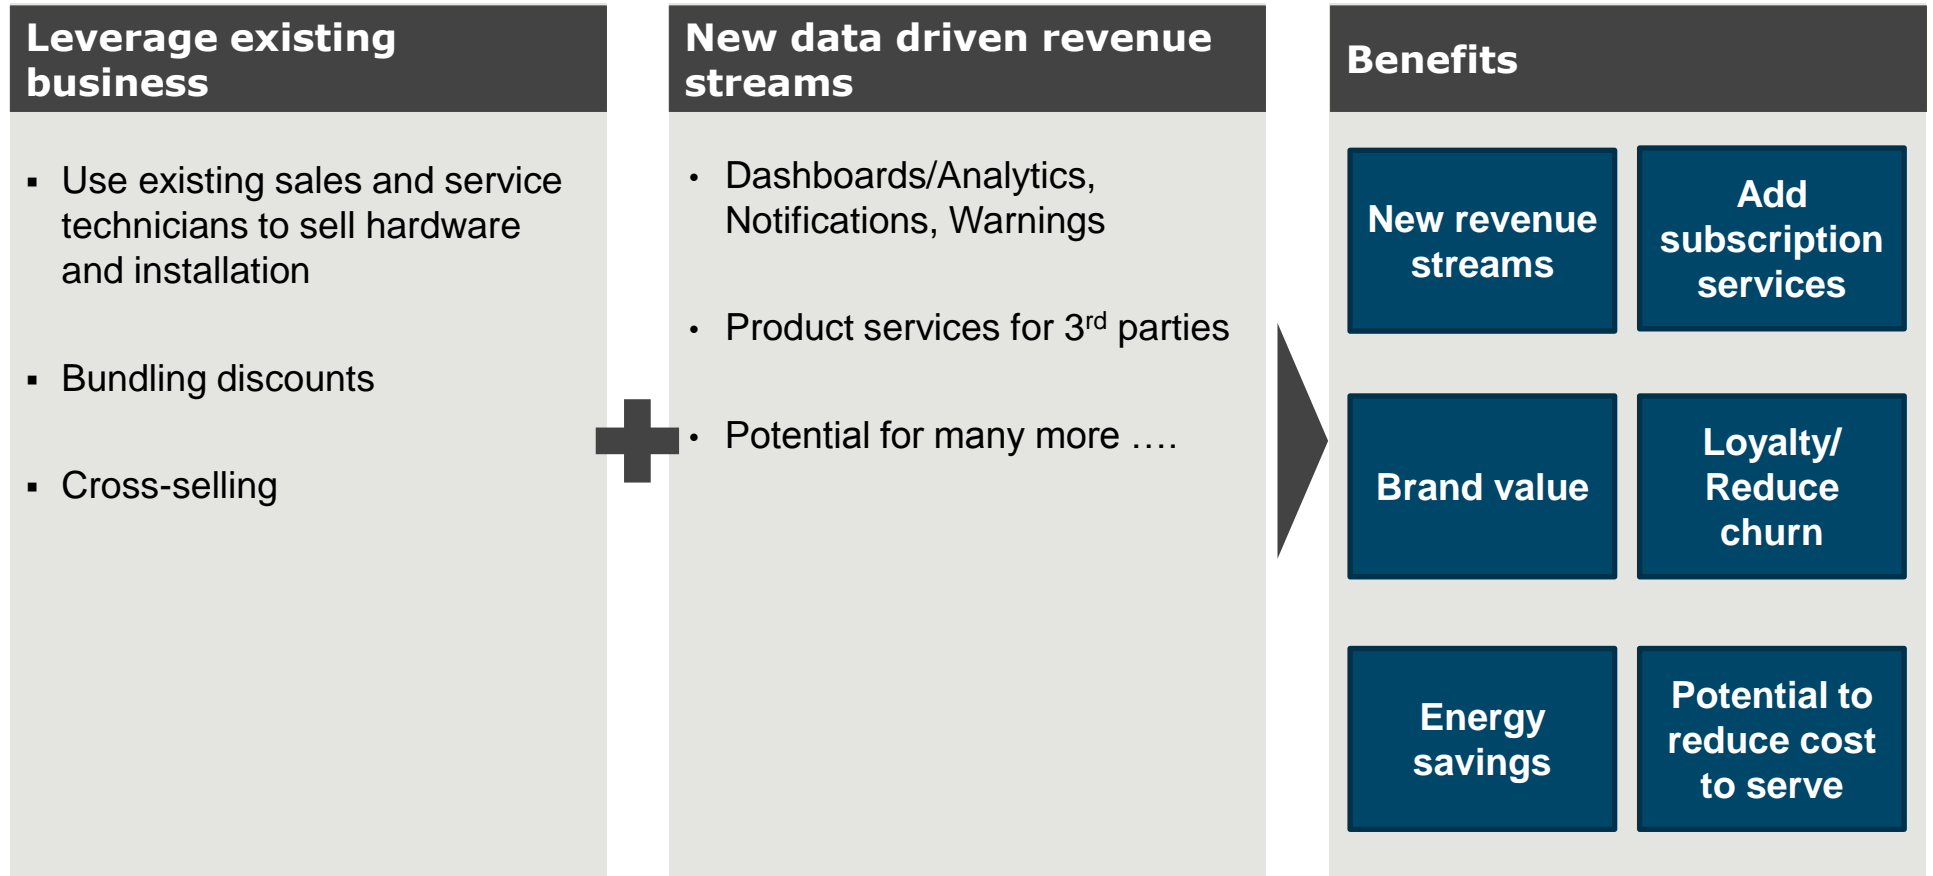 Leverage existing
business
▪ Use existing sales and service
technicians to sell hardware
and installation
▪ Bundling discounts
▪ Cross-selling
New data driven revenue
streams
• Dashboards/Analytics,
Notifications, Warnings
• Product services for 3rd parties
• Potential for many more ….
Benefits
New revenue
streams
Add
subscription
services
Brand value
Loyalty/
Reduce
churn
Energy
savings
Potential to
reduce cost
to serve